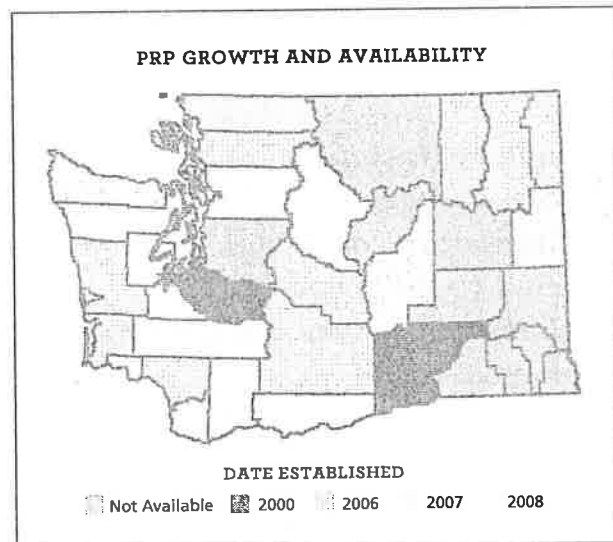 PRP GROWTH AND AVAILABILITY
DATE ESTABLISHED
Not Available 2000 2006 2007 2008